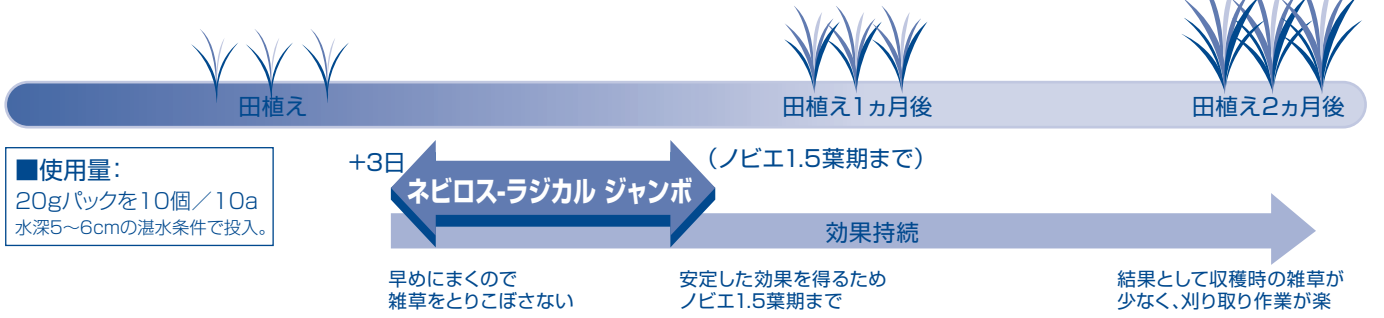 田植え
田植え1ヵ月後
田植え2ヵ月後
■使用量：
20gパックを10個／10a
水深5〜6cmの湛水条件で投入。
+3日
ネビロス-ラジカル ジャンボ
（ノビエ1.5葉期まで）
効果持続
早めにまくので
雑草をとりこぼさない
安定した効果を得るため
ノビエ1.5葉期まで
結果として収穫時の雑草が
少なく、刈り取り作業が楽